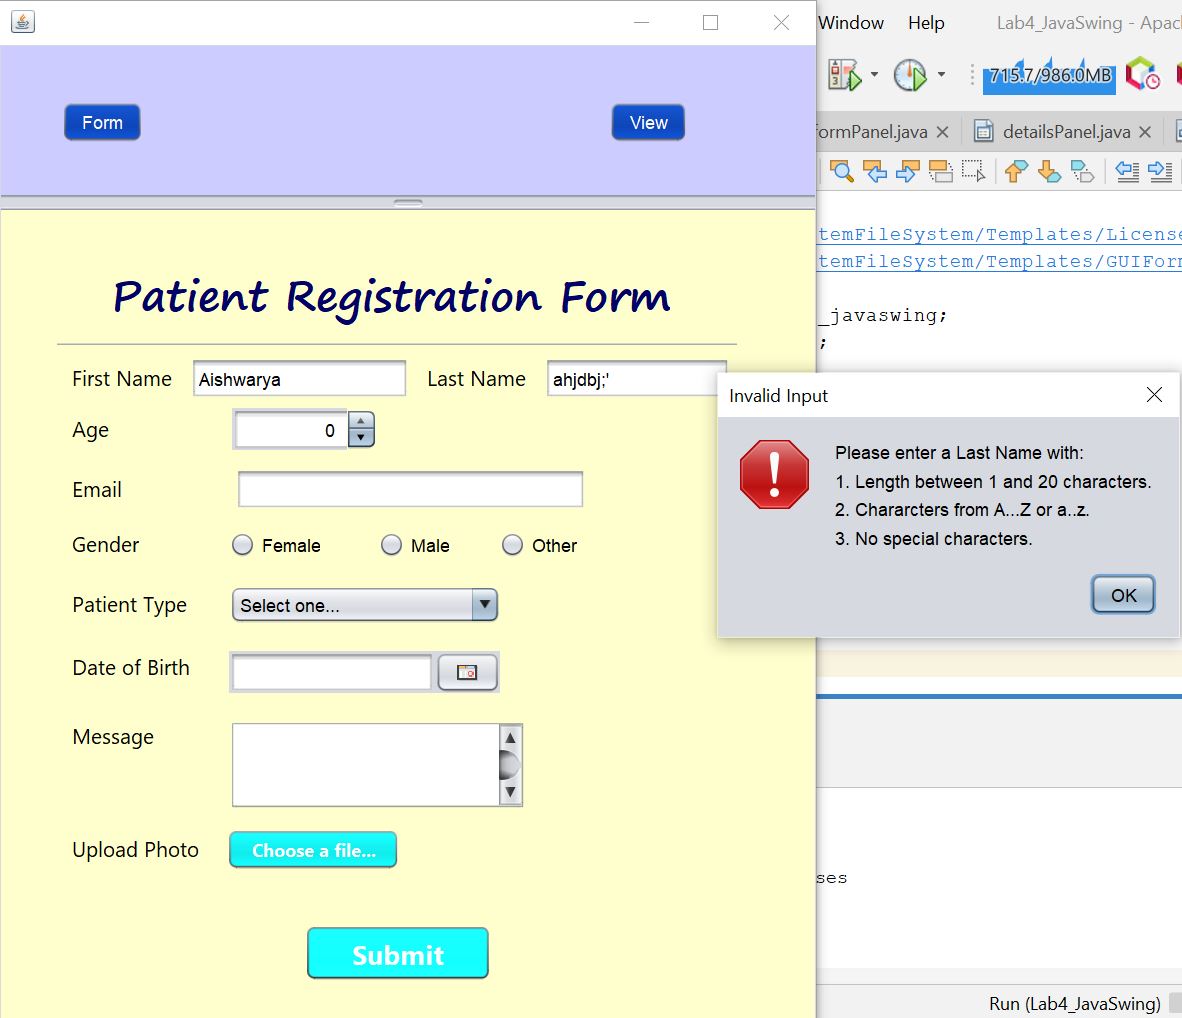 Window Help Lab4_JavaSwing - Apac
Form View
715.7/986.0MB
formPanel.java detailsPanel.java
temFileSystem/Templates/License
temFileSystem/Templates/GUIForm
_javaswing;
;
Patient Registration Form
First Name Aishwarya Last Name ahjdbj;'
Age 0
Email
Gender Female Male Other
Patient Type Select one...
Date of Birth
Message
Upload Photo Choose a file...
Submit
Invalid Input
Please enter a Last Name with:
1. Length between 1 and 20 characters.
2. Chararcters from A...Z or a..z.
3. No special characters.
OK
ses
Run (Lab4_JavaSwing)